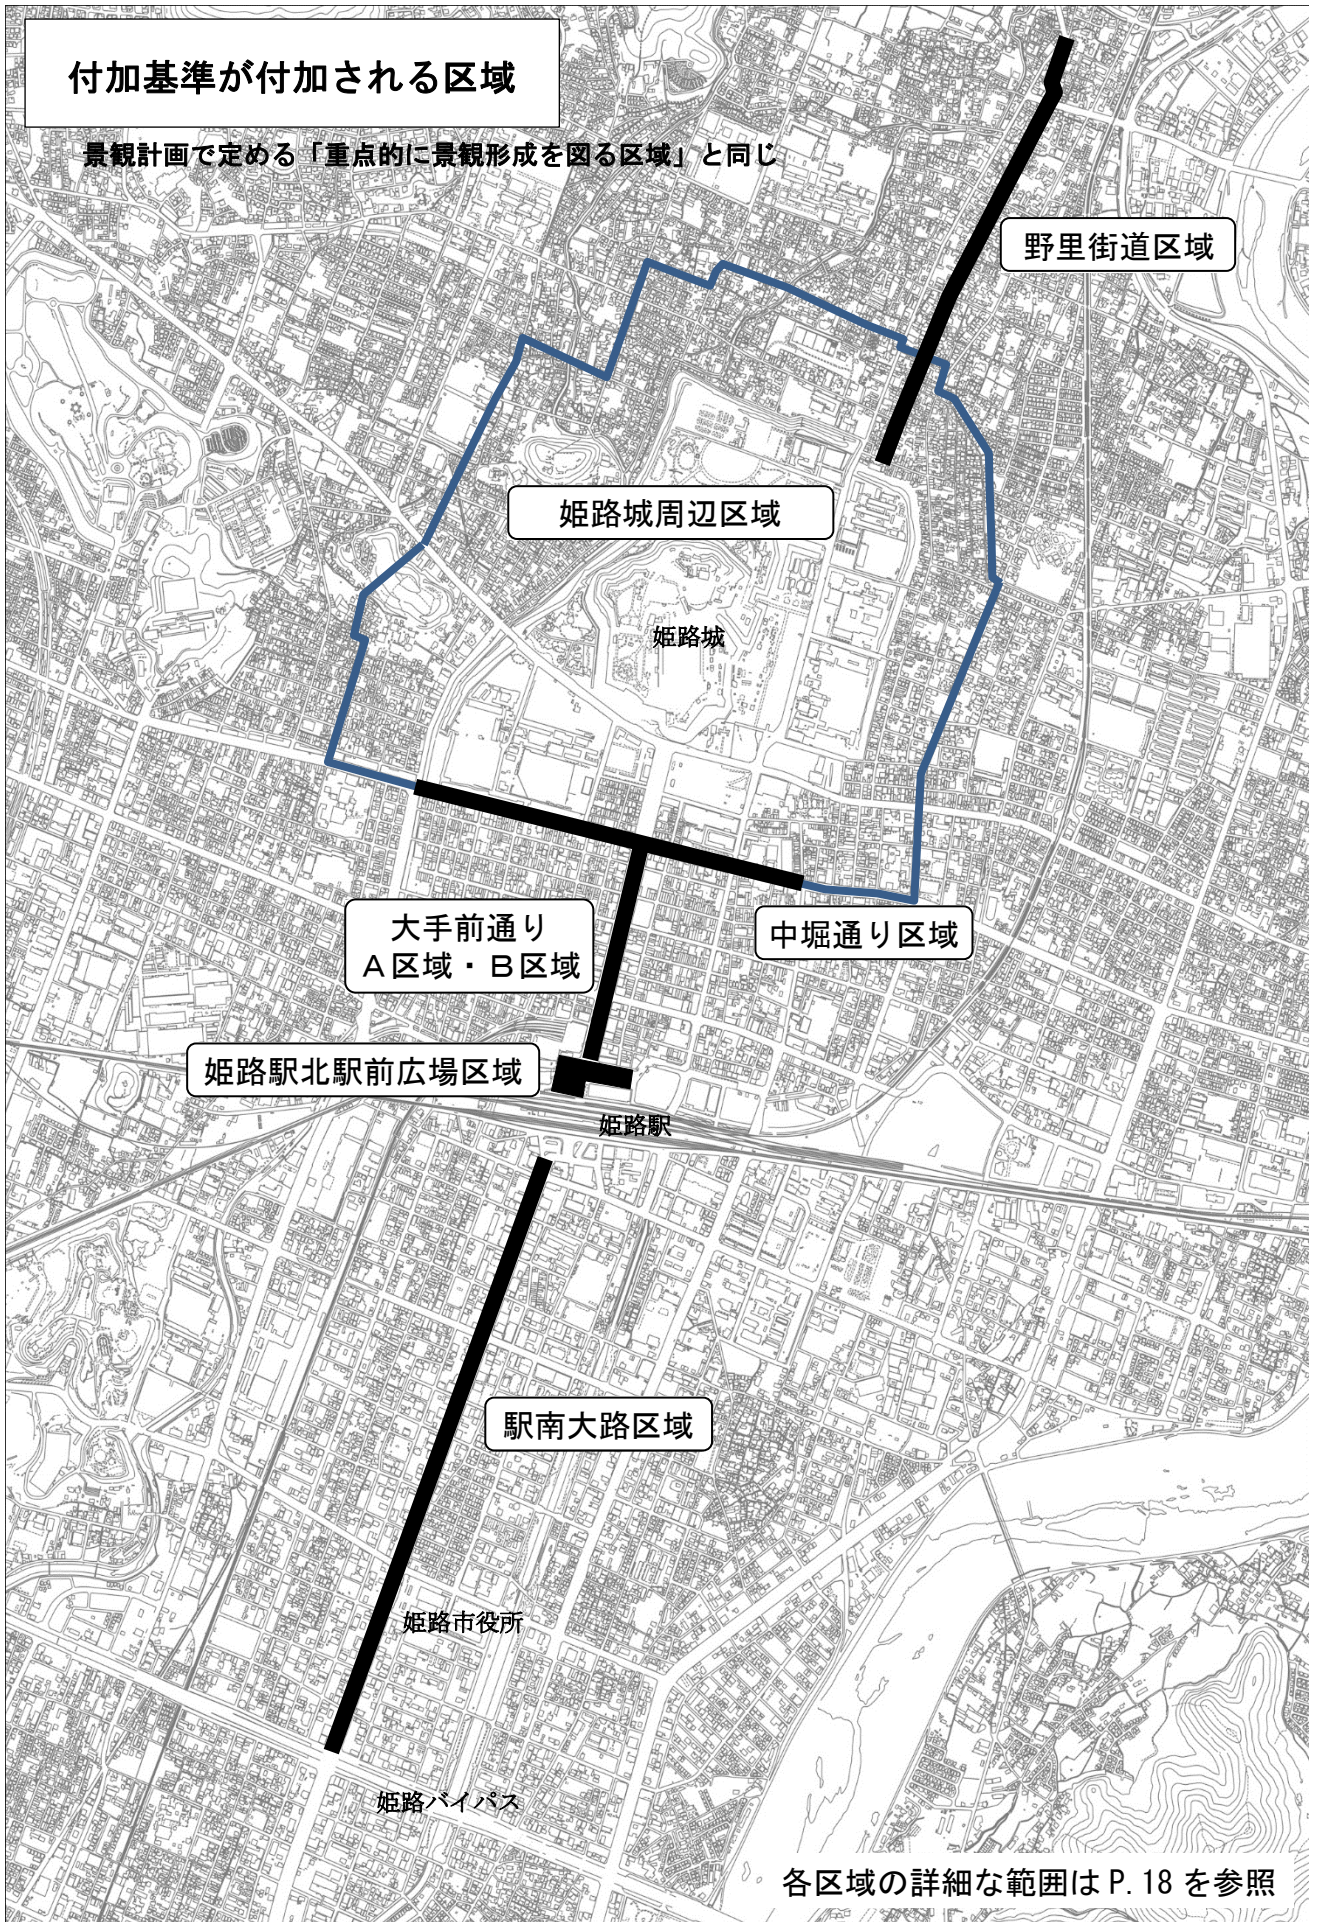 付加基準が付加される区域
景観計画で定める「重点的に景観形成を図る区域」と同じ
野里街道区域
姫路城周辺区域
姫路城
大手前通り
A区域・B区域
中堀通り区域
姫路駅北駅前広場区域
姫路駅
駅南大路区域
姫路市役所
姫路バイパス
各区域の詳細な範囲はP.18を参照